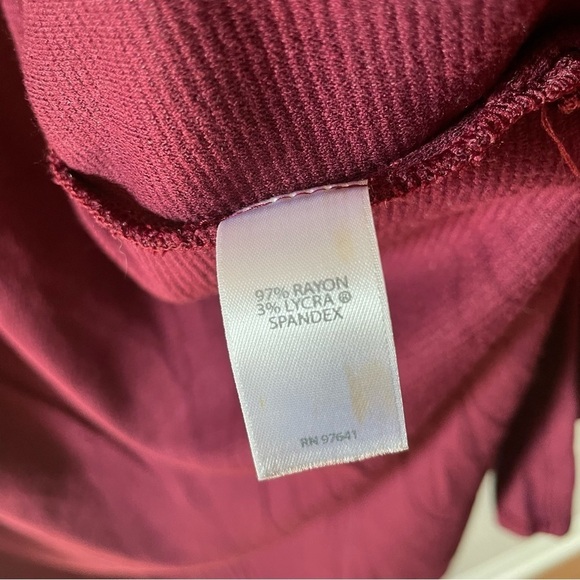 97% RAYON
3% LYCRA ®
SPANDEX
RN 97641